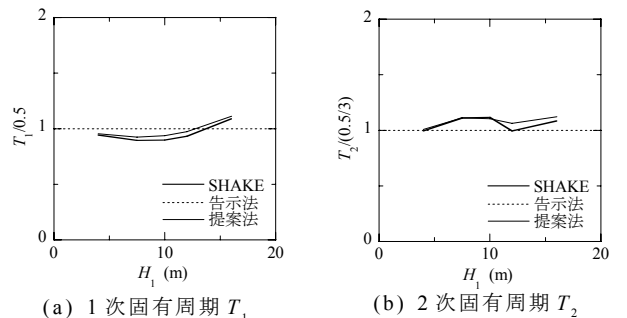 2
1
0
T₁/0.5
SHAKE
告示法
提案法
0 10 20
H₁ (m)
(a) 1 次固有周期 T₁
2
1
0
T₂/(0.5/3)
SHAKE
告示法
提案法
0 10 20
H₁ (m)
(b) 2 次固有周期 T₂